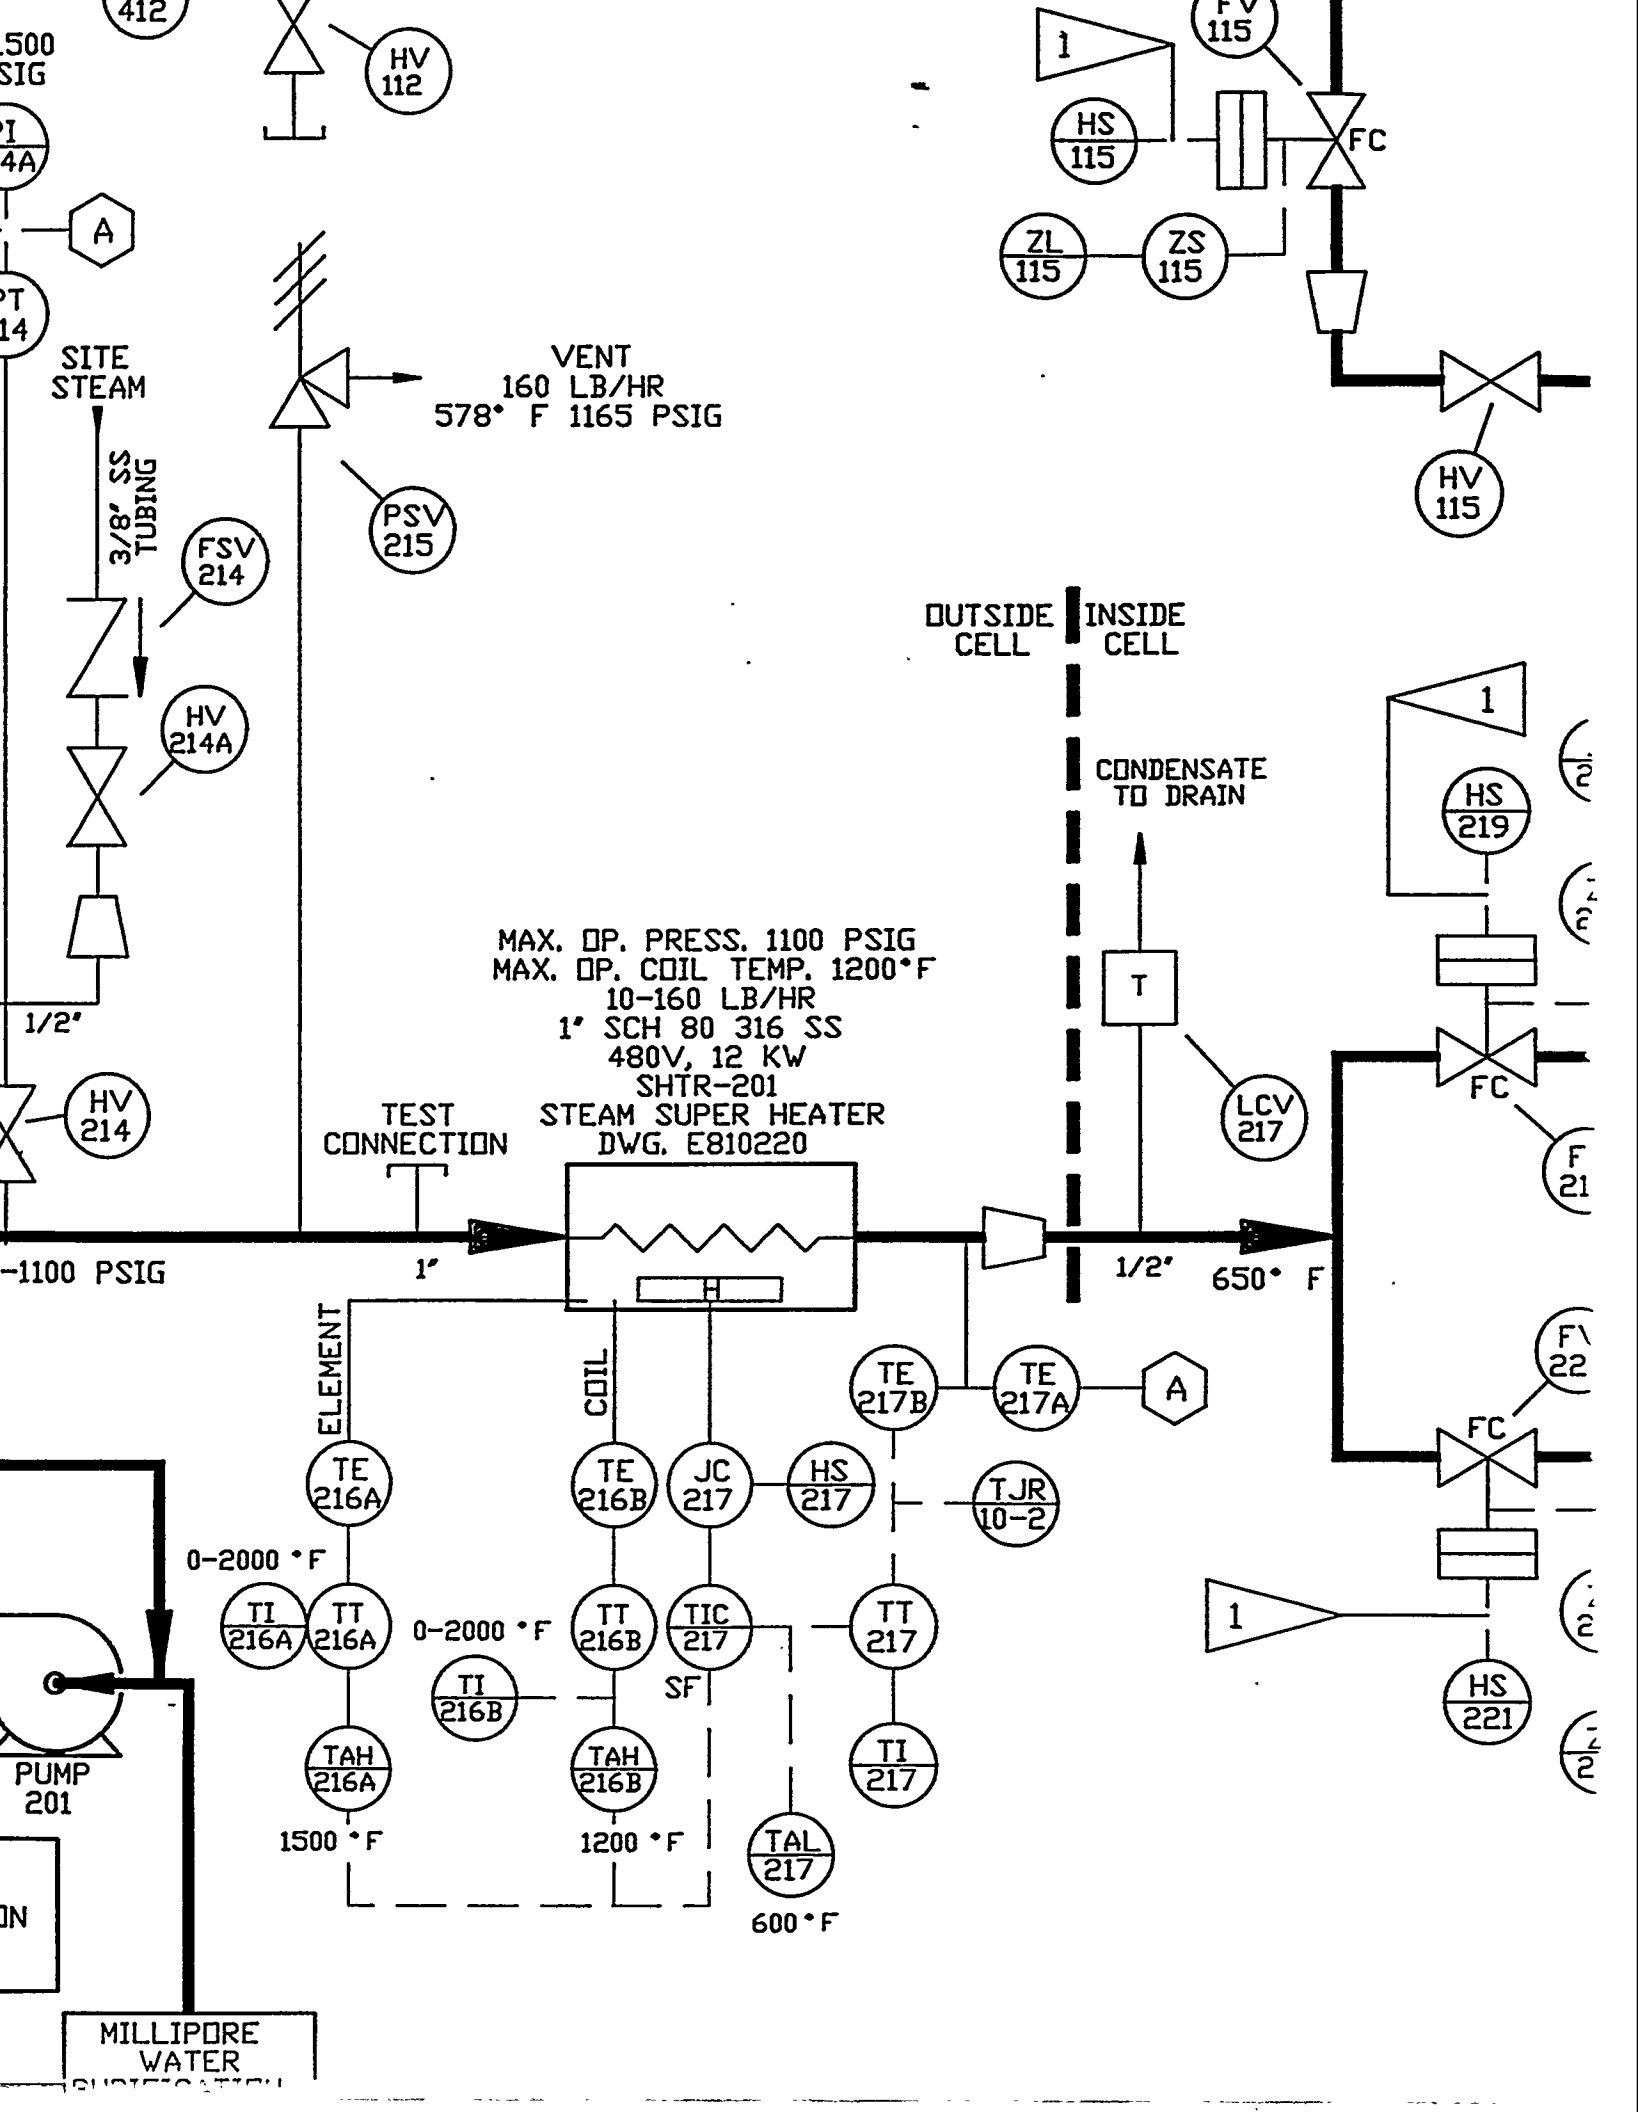 412
HV
112
115
1
HS
115
FC
A
ZL
115
ZS
115
SITE
STEAM
VENT
160 LB/HR
578° F 1165 PSIG
3/8" SS
TUBING
PSV
215
HV
115
FSV
214
HV
214A
OUTSIDE
CELL
INSIDE
CELL
1
HS
219
CONDENSATE
TO DRAIN
T
LCV
217
FC
1/2"
HV
214
MAX. OP. PRESS. 1100 PSIG
MAX. OP. COIL TEMP. 1200°F
10-160 LB/HR
1" SCH 80 316 SS
480V, 12 KW
SHTR-201
STEAM SUPER HEATER
DWG. E810220
TEST
CONNECTION
-1100 PSIG
1"
H
1/2"
650° F
ELEMENT
COIL
TE
217B
TE
217A
A
FC
TE
216A
TE
216B
JC
217
HS
217
TJR
10-2
0-2000 °F
TI
216A
TT
216A
0-2000 °F
TT
216B
TIC
217
TT
217
SF
TI
216B
1
HS
221
TAH
216A
TAH
216B
TI
217
1500 °F
1200 °F
TAL
217
600°F
PUMP
201
MILLIPORE
WATER